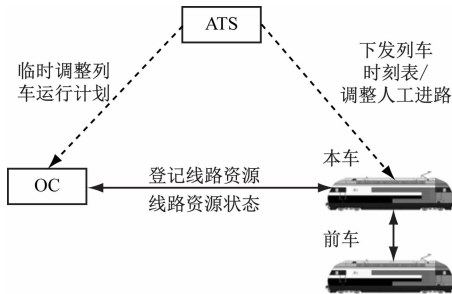 ATS
临时调整列
车运行计划
下发列车
时刻表/
调整人工进路
本车
OC
登记线路资源
线路资源状态
前车